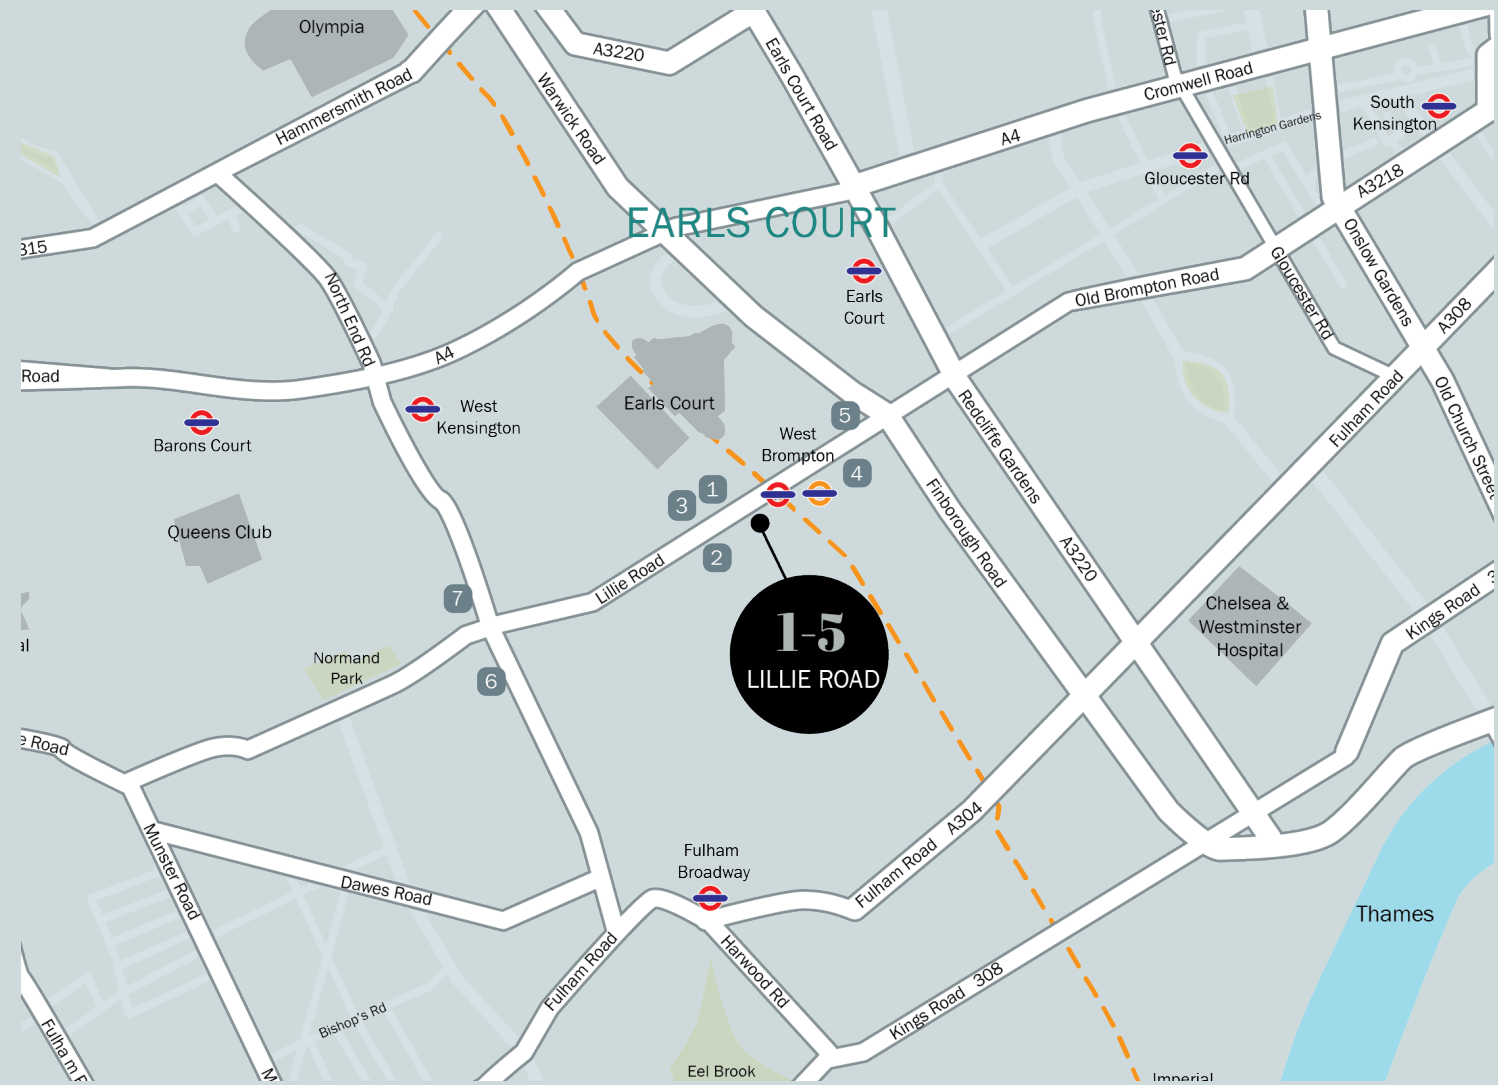 Olympia
A3220
Earls Court Road
ester Rd
Cromwell Road
South
Kensington
Hammersmith Road
Warwick Road
A4
Harrington Gardens
Gloucester Rd
A3218
EARLS COURT
315
North End Rd
Earls
Court
Old Brompton Road
Gloucester Rd
Onslow Gardens
A308
Road
A4
Barons Court
West
Kensington
Earls Court
5
West
Brompton
4
Redcliffe Gardens
Fulham Road
Old Church Street
3
1
Queens Club
2
Lillie Road
Finborough Road
A3220
7
1-5
LILLIE ROAD
Chelsea &
Westminster
Hospital
Kings Road
al
Normand
Park
6
e Road
Munster Road
Dawes Road
Fulham
Broadway
Fulham Road
A304
Thames
Fulham Road
Harwood Rd
Kings Road
308
Bishop's Rd
Fulha m R
M
Eel Brook
Imperial